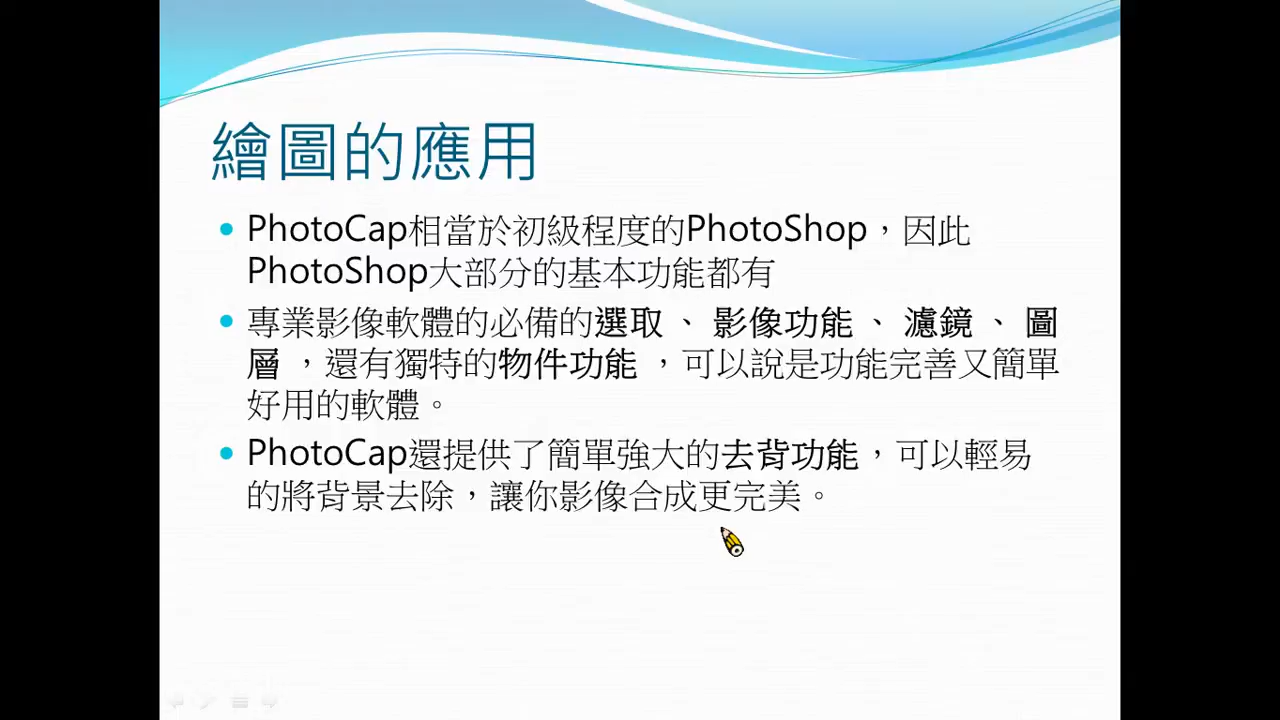 繪圖的應用
PhotoCap相當於初級程度的PhotoShop，因此
PhotoShop大部分的基本功能都有
專業影像軟體的必備的選取 、 影像功能 、 濾鏡 、 圖
層 ，還有獨特的物件功能 ，可以說是功能完善又簡單
好用的軟體。
PhotoCap還提供了簡單強大的去背功能，可以輕易
的將背景去除，讓你影像合成更完美。